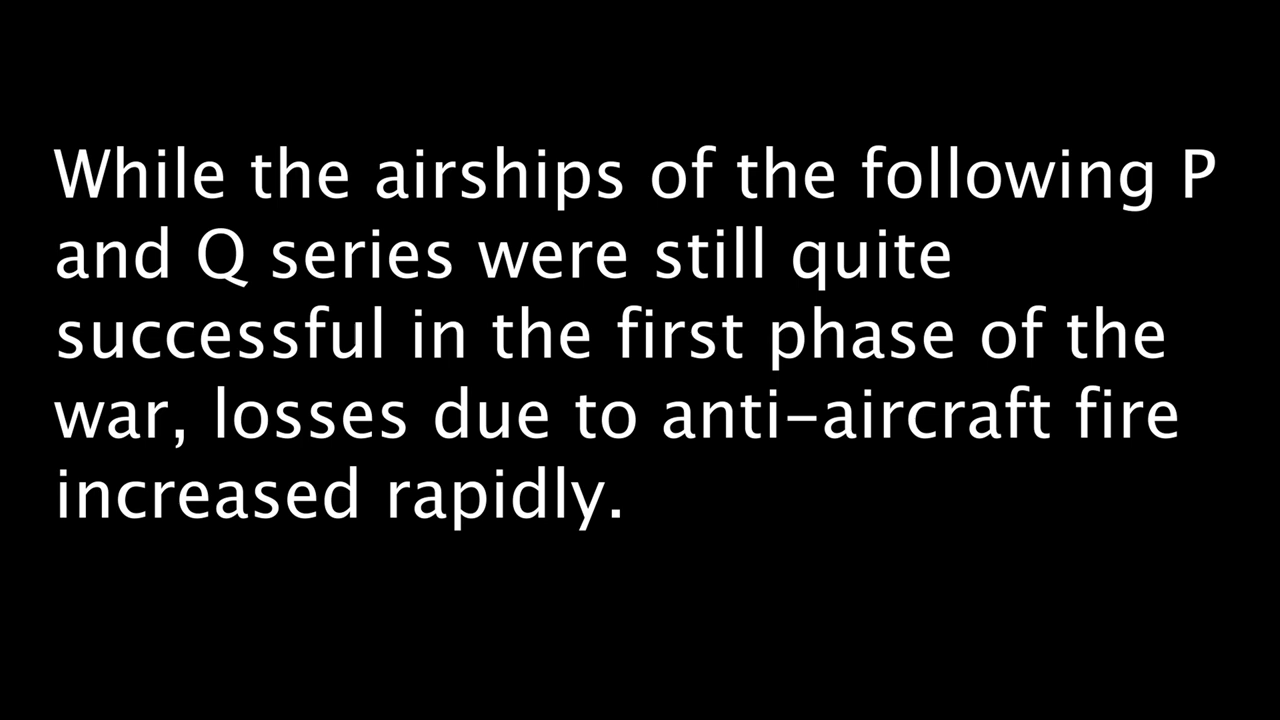 While the airships of the following P
and Q series were still quite
successful in the first phase of the
war, losses due to anti-aircraft fire
increased rapidly.